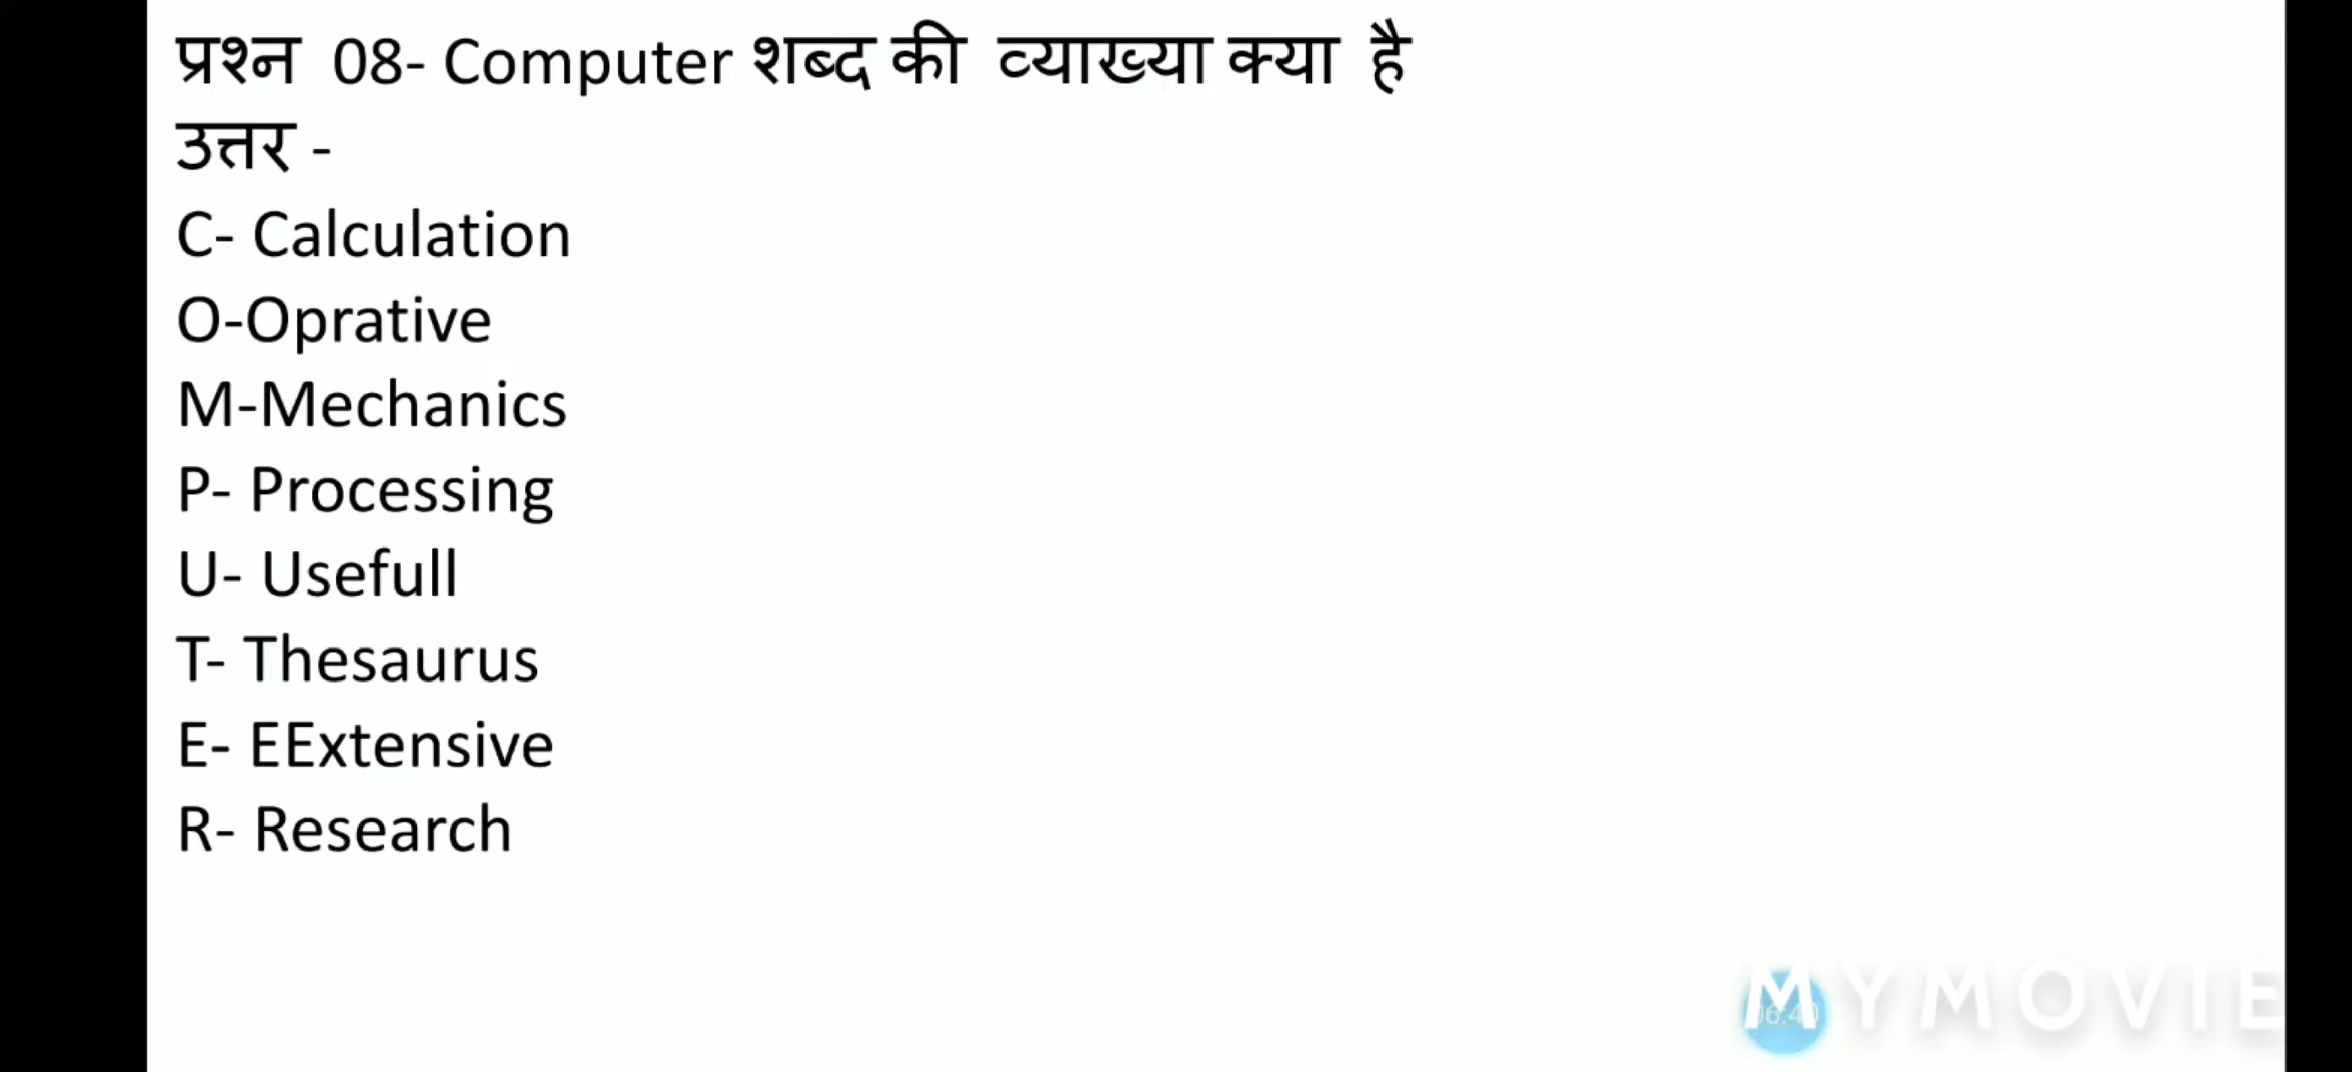 प्रश्न 08- Computer शब्द की व्याख्या क्या है
उत्तर -
C- Calculation
O-Oprative
M-Mechanics
P- Processing
U- Usefull
T- Thesaurus
E- EExtensive
R- Research
MYMOVIE